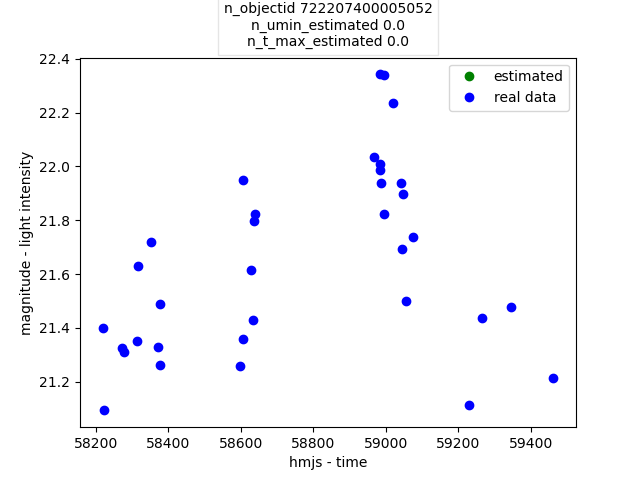 n_objectid 722207400005052
n_umin_estimated 0.0
n_t_max_estimated 0.0
22.4
22.2
22.0
21.8
21.6
21.4
21.2
magnitude - light intensity
estimated
real data
58200 58400 58600 58800 59000 59200 59400
hmjs - time